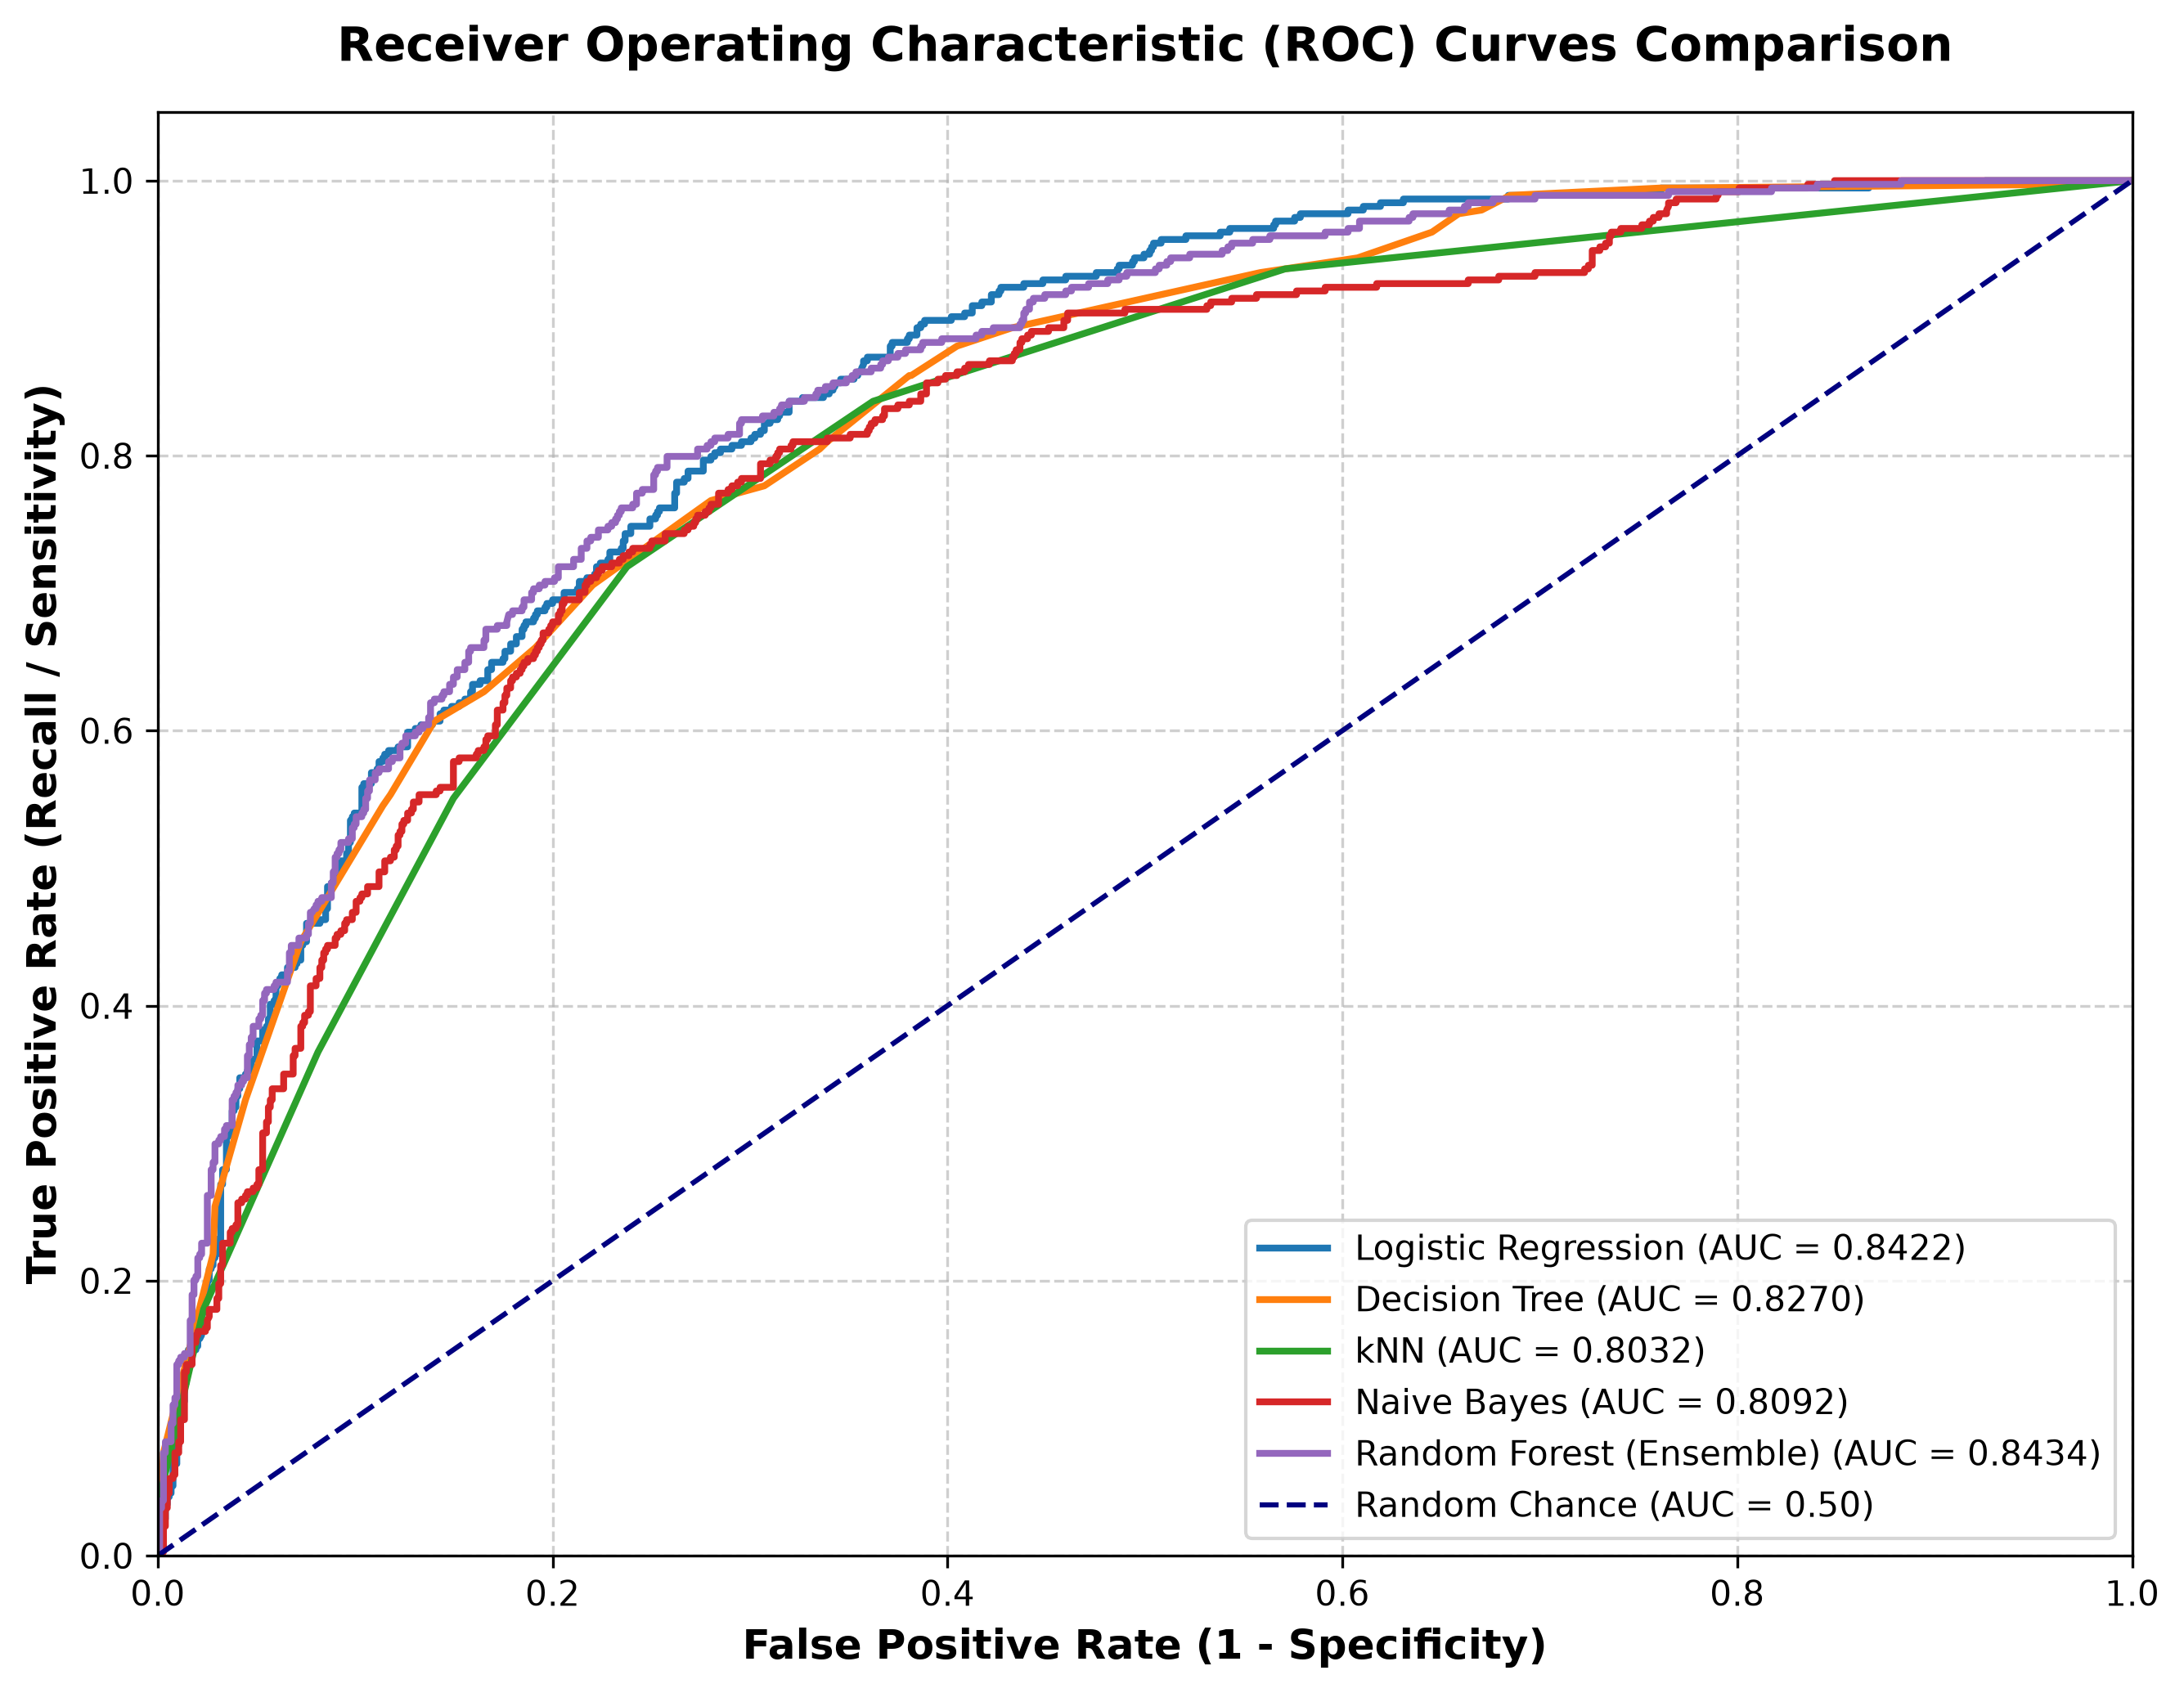 Receiver Operating Characteristic (ROC) Curves Comparison
True Positive Rate (Recall / Sensitivity)
1.0
0.8
0.6
0.4
0.2
0.0
0.0 0.2 0.4 0.6 0.8 1.0
False Positive Rate (1 - Specificity)
Logistic Regression (AUC = 0.8422)
Decision Tree (AUC = 0.8270)
kNN (AUC = 0.8032)
Naive Bayes (AUC = 0.8092)
Random Forest (Ensemble) (AUC = 0.8434)
Random Chance (AUC = 0.50)